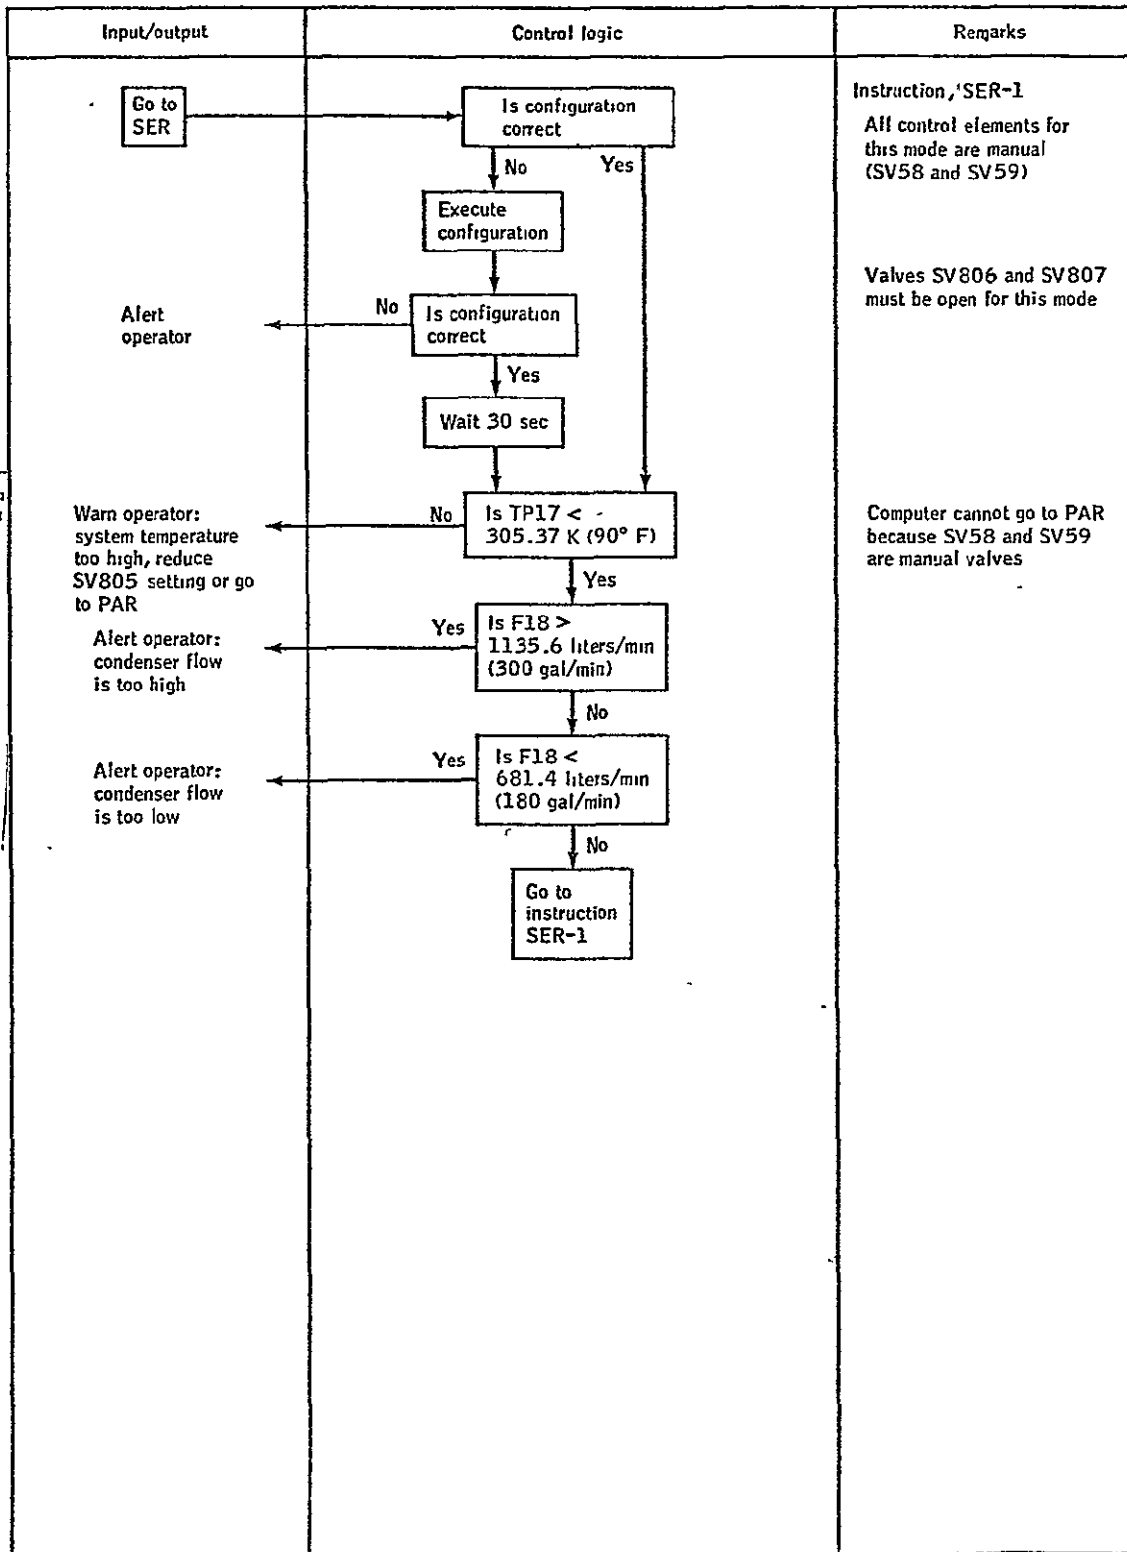 Input/output
Control logic
Remarks
Go to
SER
Is configuration
correct
Instruction, SER-1
All control elements for
this mode are manual
(SV58 and SV59)
No
Yes
Execute
configuration
Valves SV806 and SV807
must be open for this mode
Alert
operator
No
Is configuration
correct
Yes
Wait 30 sec
Warn operator:
system temperature
too high, reduce
SV805 setting or go
to PAR
No
Is TP17 <
305.37 K (90° F)
Computer cannot go to PAR
because SV58 and SV59
are manual valves
Yes
Alert operator:
condenser flow
is too high
Yes
Is F18 >
1135.6 liters/min
(300 gal/min)
No
Alert operator:
condenser flow
is too low
Yes
Is F18 <
681.4 liters/min
(180 gal/min)
No
Go to
instruction
SER-1